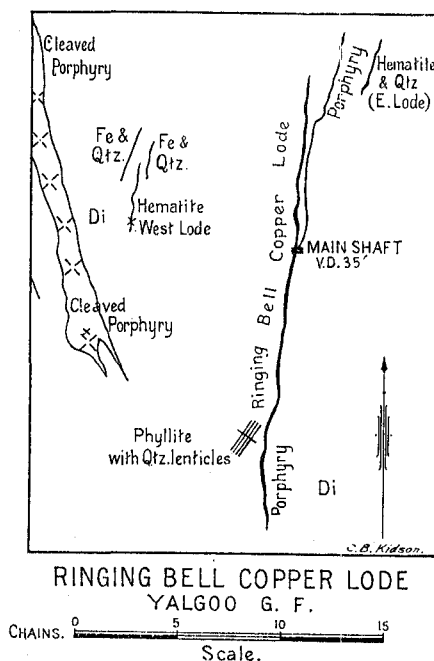 Cleaved
Porphyry
Porphyry
Hematite
& Qtz
(E. Lode)
Fe &
Qtz.
Fe &
Qtz.
Di
Hematite
West Lode
Ringing Bell Copper Lode
MAIN SHAFT
V.D. 35'
Cleaved
Porphyry
Phyllite
with Qtz. lenticles
Porphyry
Di
C. B. Kidson.
RINGING BELL COPPER LODE
YALGOO G. F.
CHAINS. 0 5 10 15
Scale.